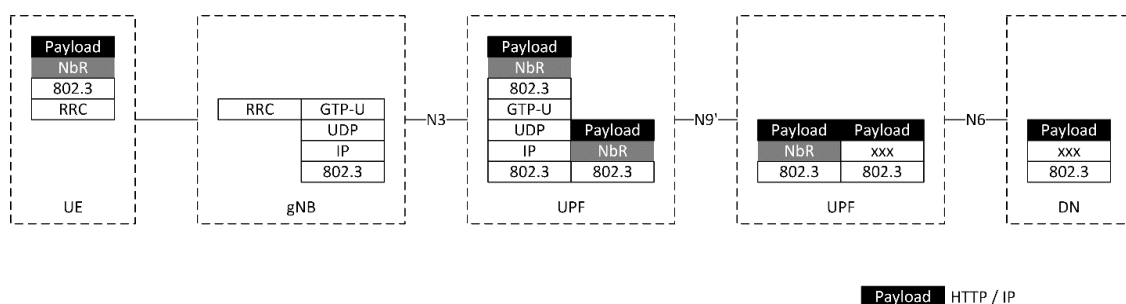 Payload
NbR
802.3
RRC
UE
RRC GTP-U
UDP
IP
802.3
gNB
N3
Payload
NbR
802.3
GTP-U
UDP Payload
IP NbR
802.3 802.3
UPF
N9'
Payload Payload
NbR xxx
802.3 802.3
UPF
N6
Payload
xxx
802.3
DN
Payload HTTP / IP